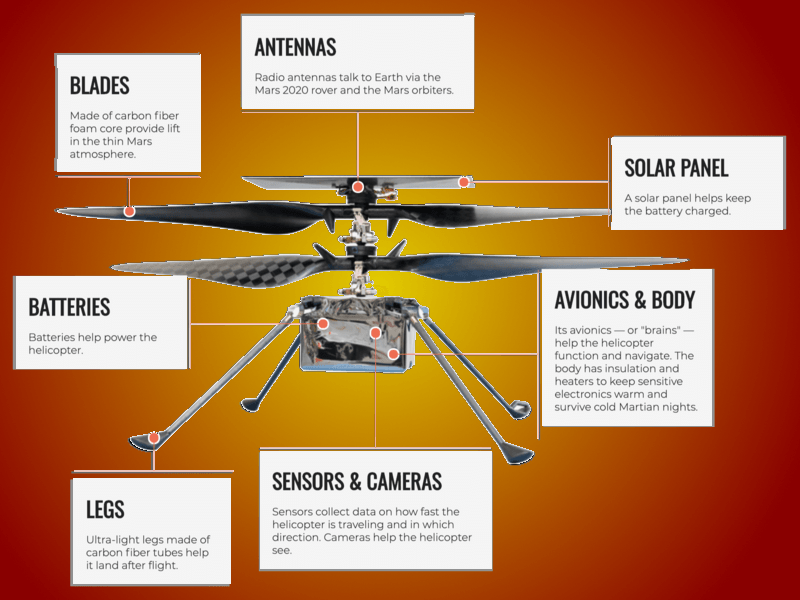 ANTENNAS
Radio antennas talk to Earth via the
Mars 2020 rover and the Mars orbiters.
BLADES
Made of carbon fiber
foam core provide lift
in the thin Mars
atmosphere.
SOLAR PANEL
A solar panel helps keep
the battery charged.
BATTERIES
Batteries help power the
helicopter.
AVIONICS & BODY
Its avionics — or "brains" —
help the helicopter
function and navigate. The
body has insulation and
heaters to keep sensitive
electronics warm and
survive cold Martian nights.
LEGS
Ultra-light legs made of
carbon fiber tubes help
it land after flight.
SENSORS & CAMERAS
Sensors collect data on how fast the
helicopter is traveling and in which
direction. Cameras help the helicopter
see.